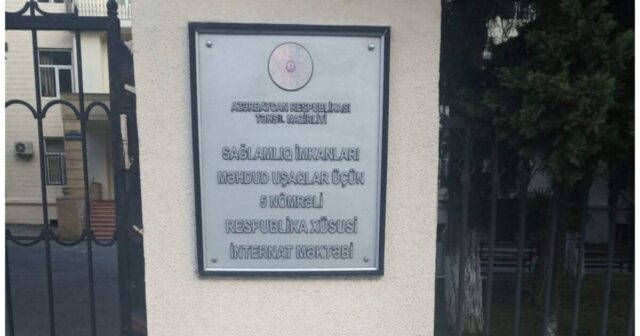 AZƏRBAYCAN RESPUBLİKASI
TƏHSİL NAZİRLİYİ
SAĞLAMLIQ İMKANLARI
MƏHDUD UŞAQLAR ÜÇÜN
5 NÖMRƏLİ
RESPUBLİKA XÜSUSİ
İNTERNAT MƏKTƏBİ